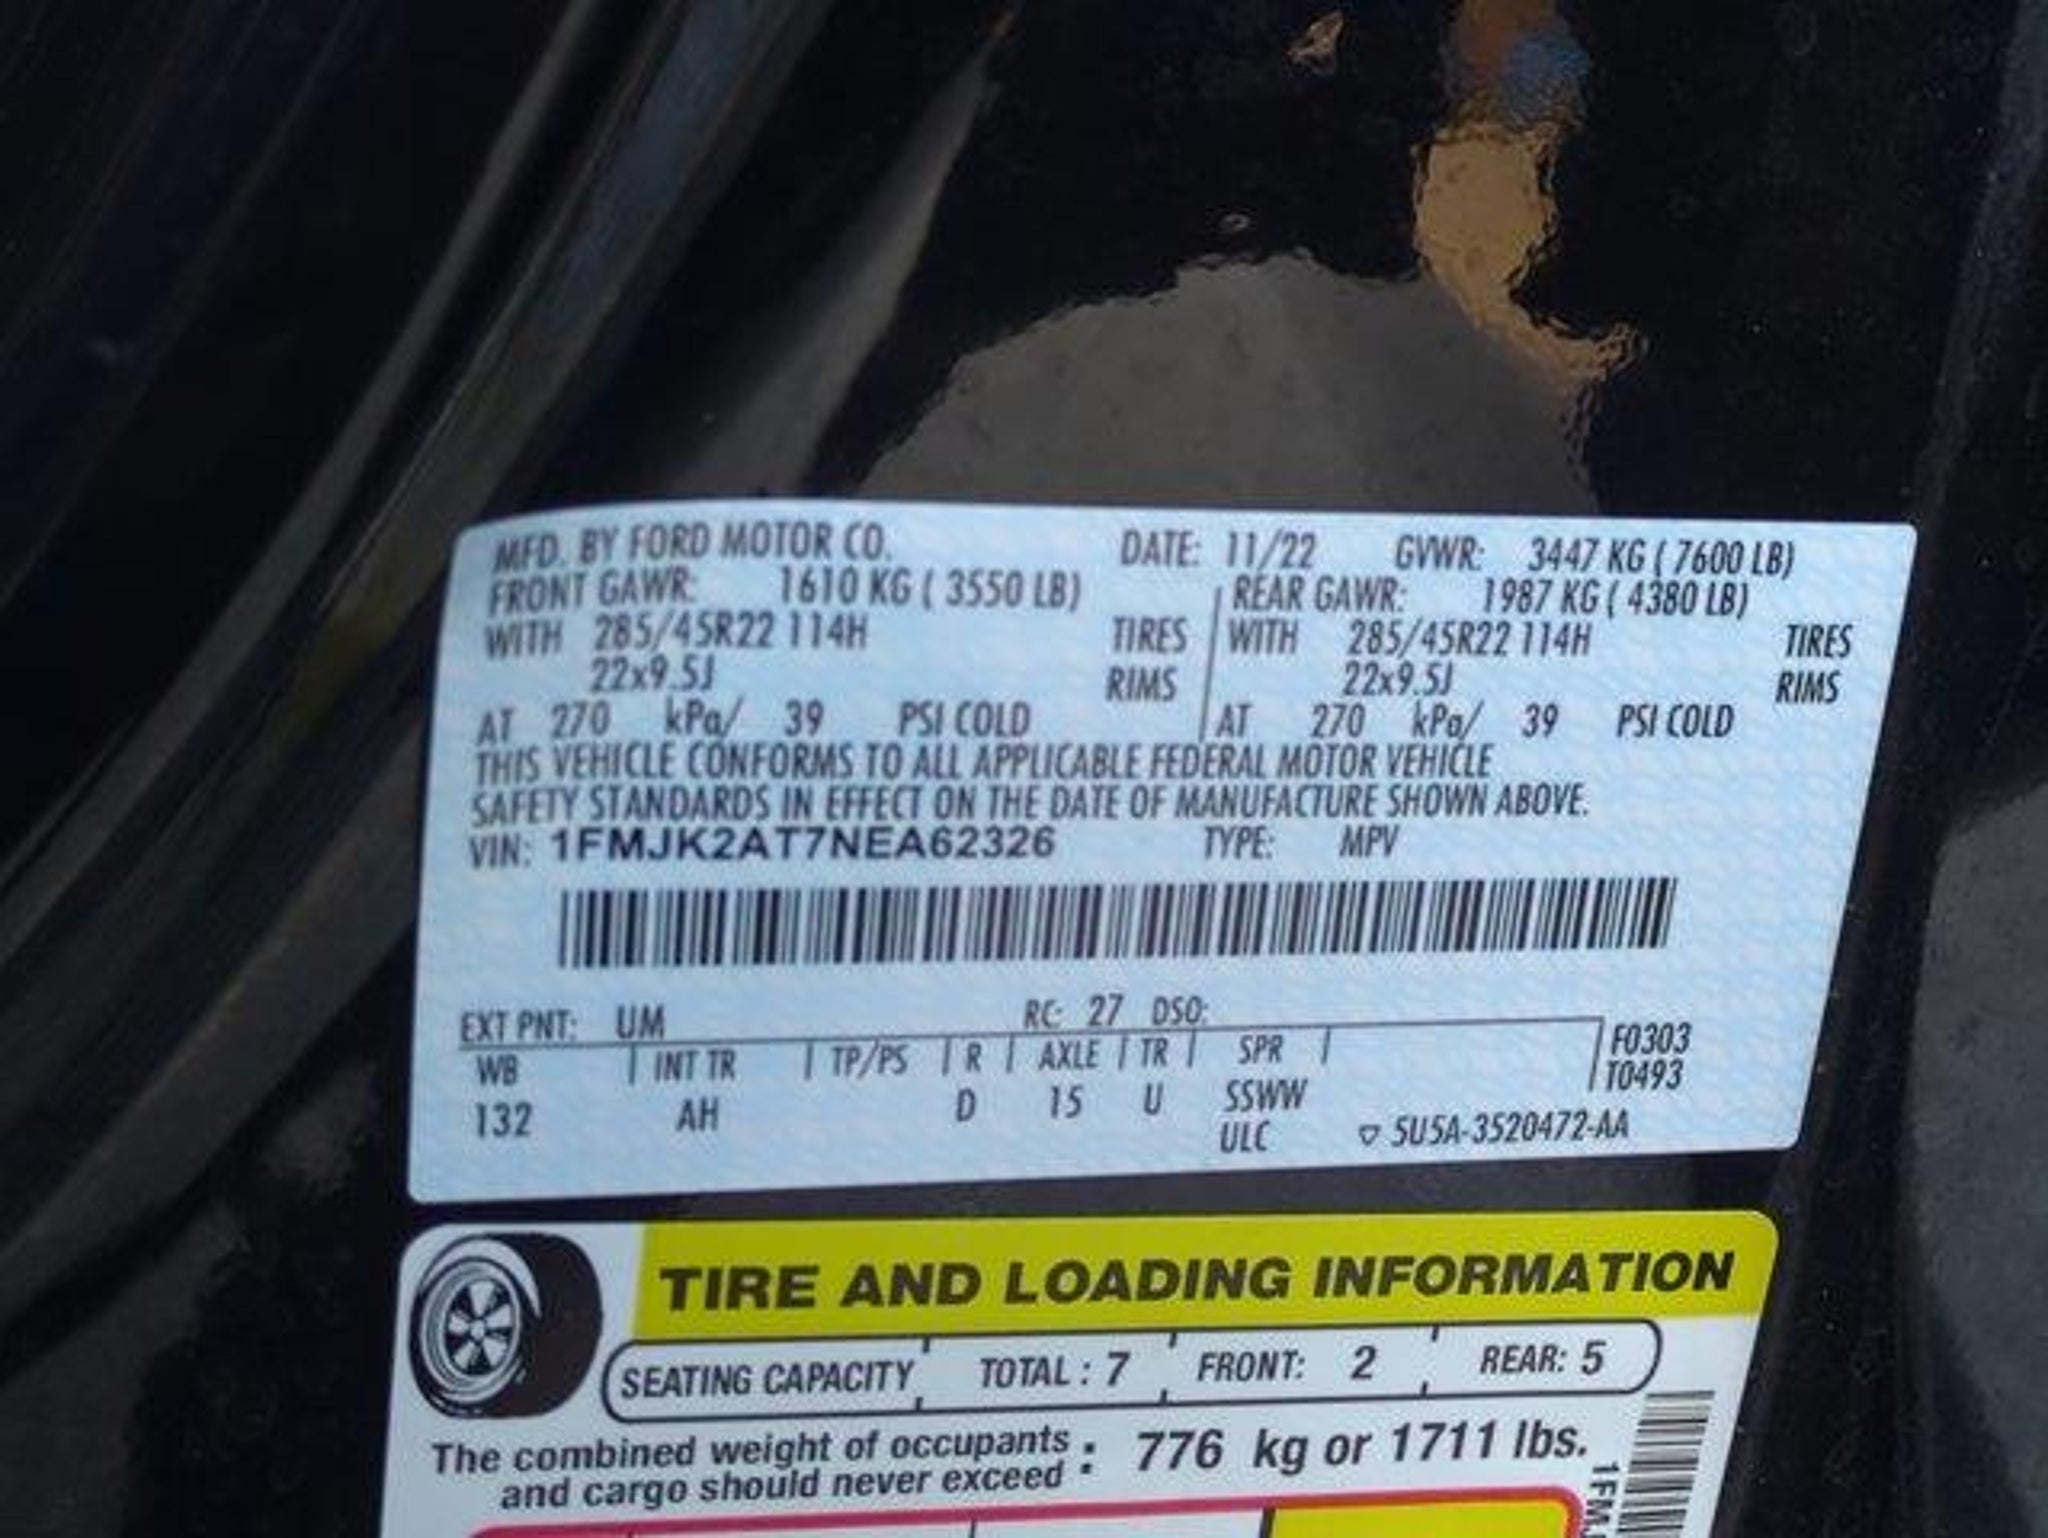 MFD. BY FORD MOTOR CO. DATE: 11/22 GVWR: 3447 KG ( 7600 LB)
FRONT GAWR: 1610 KG ( 3550 LB) REAR GAWR: 1987 KG ( 4380 LB)
WITH 285/45R22 114H TIRES WITH 285/45R22 114H TIRES
22x9.5J RIMS 22x9.5J RIMS
AT 270 kPa/ 39 PSI COLD AT 270 kPa/ 39 PSI COLD
THIS VEHICLE CONFORMS TO ALL APPLICABLE FEDERAL MOTOR VEHICLE
SAFETY STANDARDS IN EFFECT ON THE DATE OF MANUFACTURE SHOWN ABOVE.
VIN: 1FMJK2AT7NEA62326 TYPE: MPV
EXT PNT: UM RC: 27 DSO:
WB INT TR TP/PS R AXLE TR SPR F0303
T0493
132 AH D 15 U SSWW
ULC ▽ 5U5A-3520472-AA
TIRE AND LOADING INFORMATION
SEATING CAPACITY TOTAL : 7 FRONT: 2 REAR: 5
The combined weight of occupants
and cargo should never exceed : 776 kg or 1711 lbs.